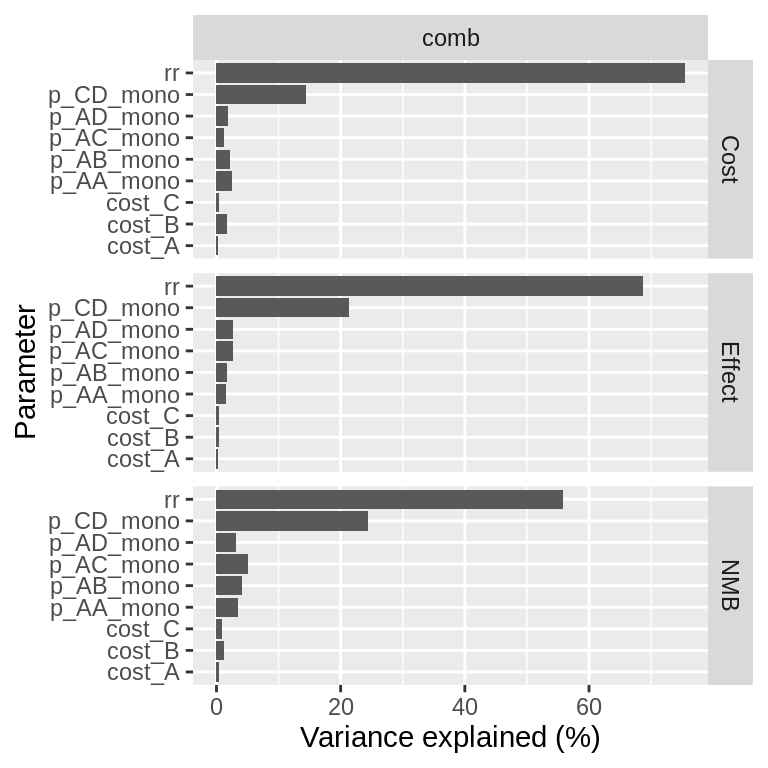 comb
rr
p_CD_mono
p_AD_mono
p_AC_mono
p_AB_mono
p_AA_mono
cost_C
cost_B
cost_A
Cost
rr
p_CD_mono
p_AD_mono
p_AC_mono
p_AB_mono
p_AA_mono
cost_C
cost_B
cost_A
Effect
Parameter
rr
p_CD_mono
p_AD_mono
p_AC_mono
p_AB_mono
p_AA_mono
cost_C
cost_B
cost_A
NMB
0 20 40 60
Variance explained (%)